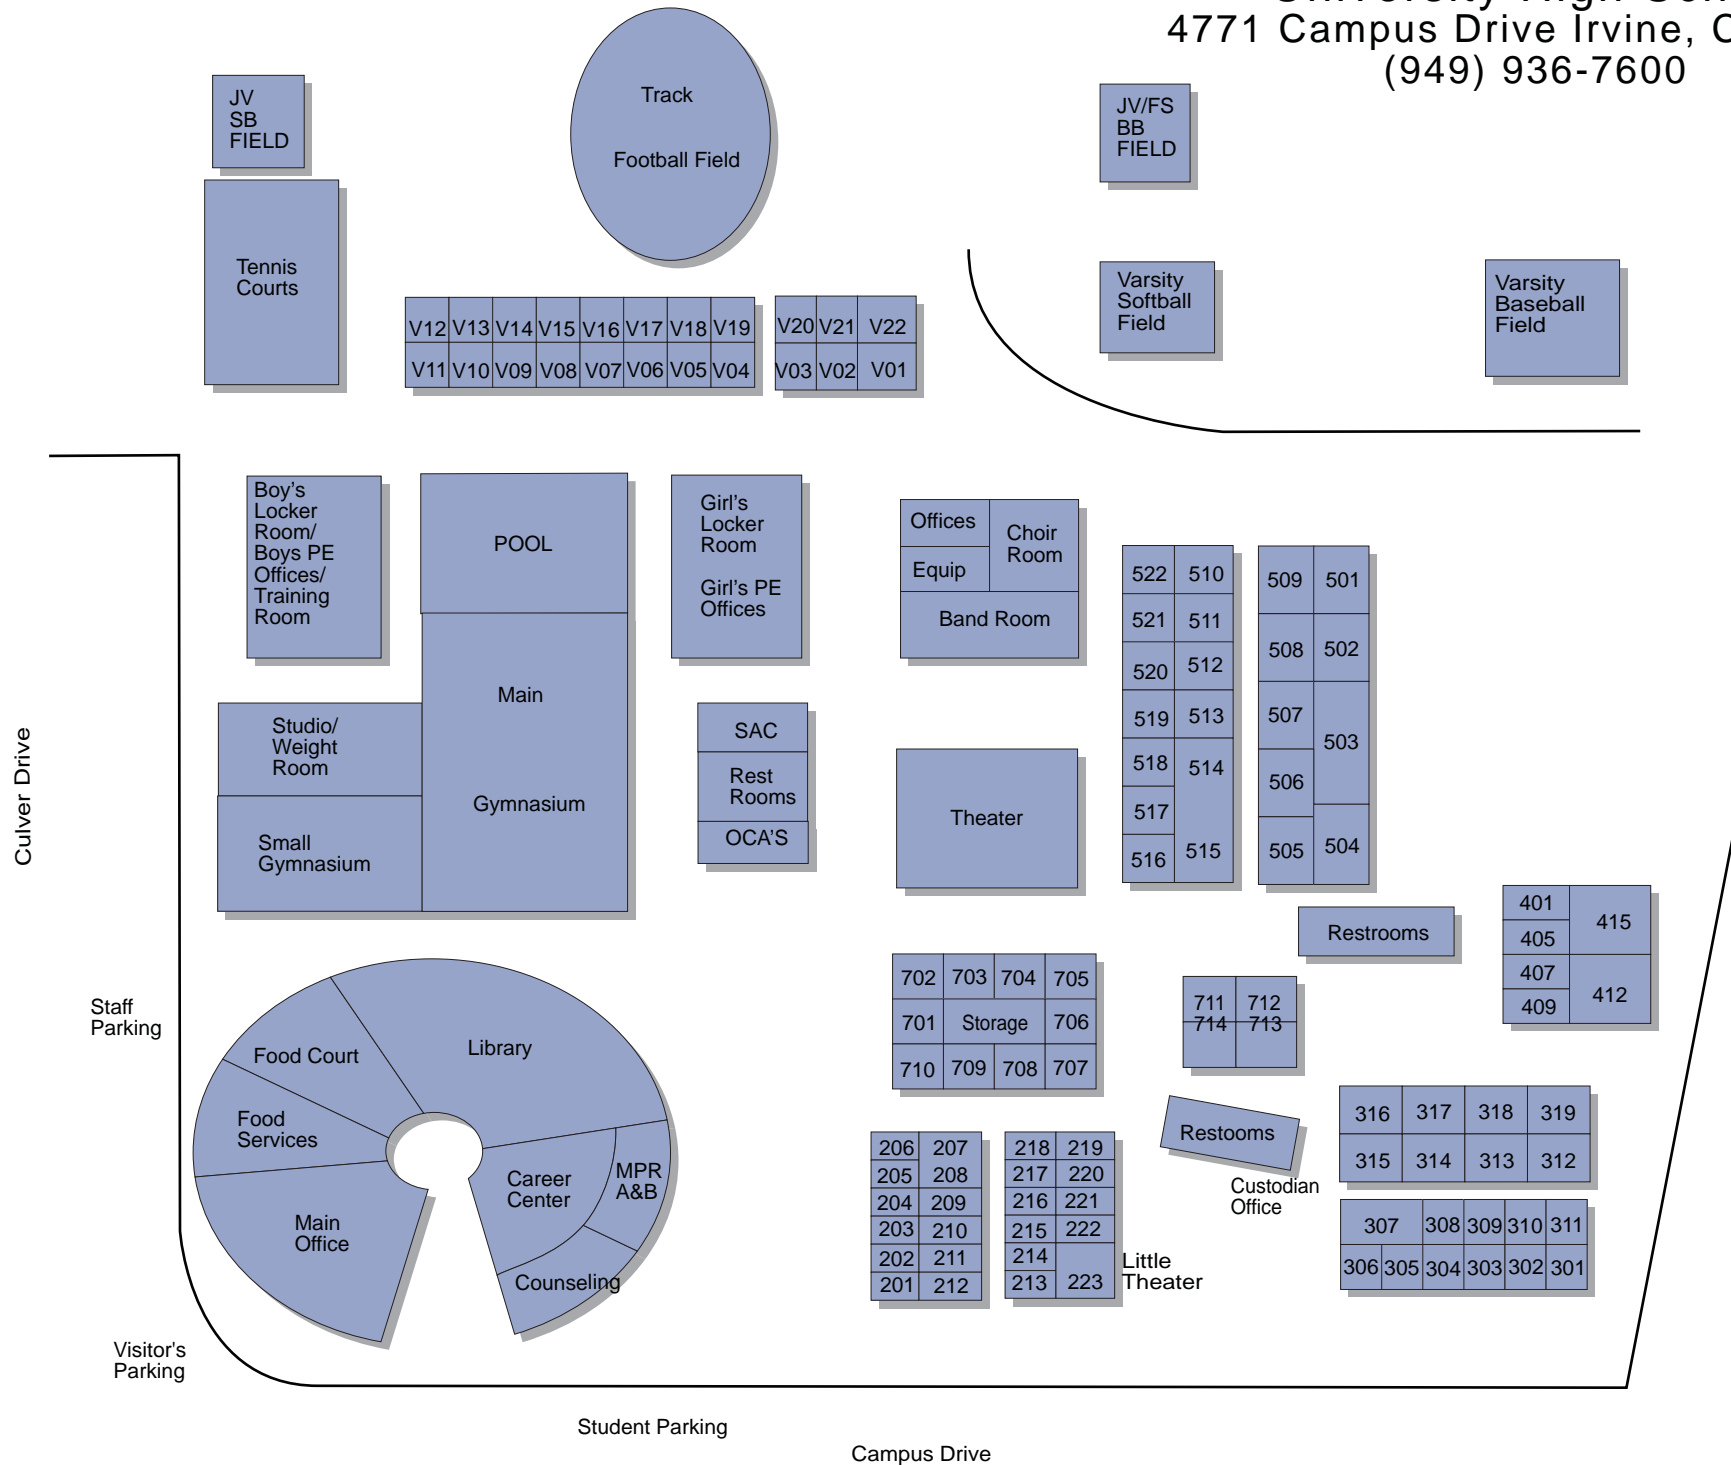 4771 Campus Drive Irvine, C
(949) 936-7600
JV
SB
FIELD
Track
Football Field
JV/FS
BB
FIELD
Tennis
Courts
Varsity
Softball
Field
Varsity
Baseball
Field
V12 V13 V14 V15 V16 V17 V18 V19
V11 V10 V09 V08 V07 V06 V05 V04
V20 V21 V22
V03 V02 V01
Boy's
Locker
Room/
Boys PE
Offices/
Training
Room
POOL
Girl's
Locker
Room
Girl's PE
Offices
Offices
Equip
Choir
Room
Band Room
522 510
521 511
520 512
519 513
518 514
517
516 515
509 501
508 502
507
503
506
505 504
Main
Gymnasium
Studio/
Weight
Room
Small
Gymnasium
SAC
Rest
Rooms
OCA'S
Theater
Culver Drive
Restrooms
401
405
407
409
415
412
Staff
Parking
Food Court
Library
Food
Services
Main
Office
Career
Center
MPR
A&B
Counseling
702 703 704 705
701 Storage 706
710 709 708 707
711 712
714 713
Restooms
Custodian
Office
316 317 318 319
315 314 313 312
307 308 309 310 311
306 305 304 303 302 301
206 207
205 208
204 209
203 210
202 211
201 212
218 219
217 220
216 221
215 222
214
213 223
Little
Theater
Visitor's
Parking
Student Parking
Campus Drive